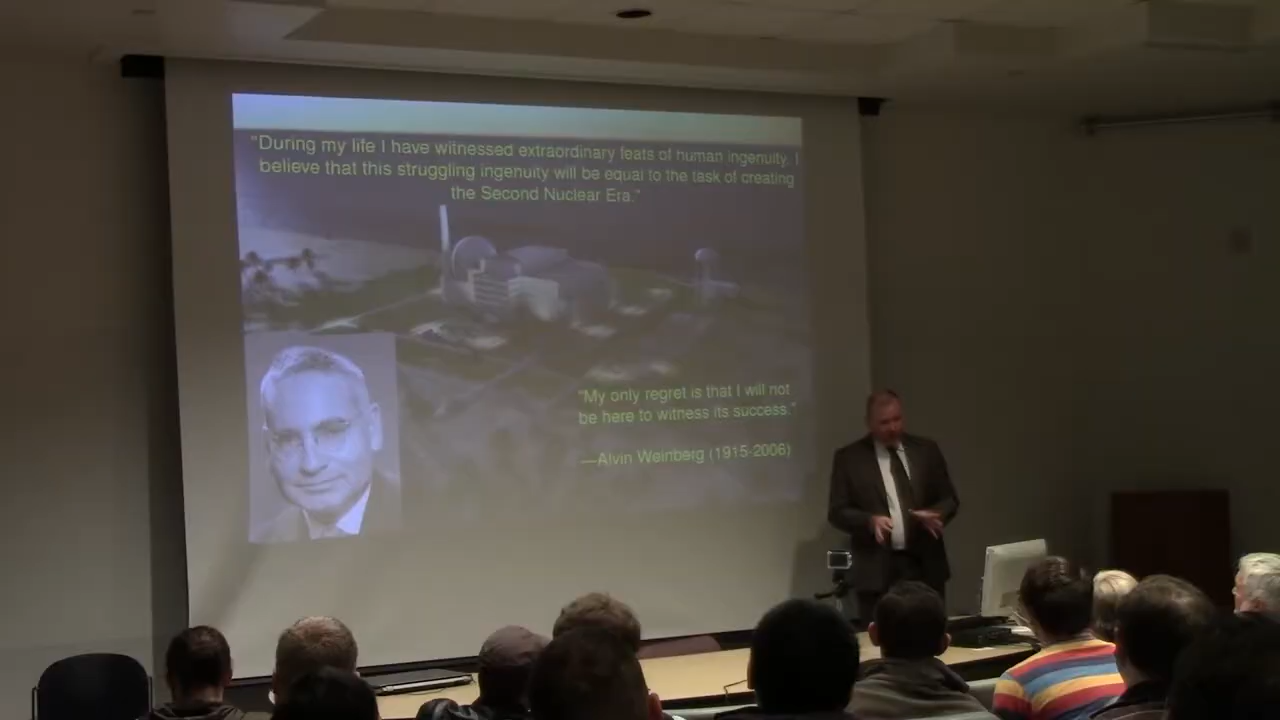 "During my life I have witnessed extraordinary feats of human ingenuity. I
believe that this struggling ingenuity will be equal to the task of creating
the Second Nuclear Era."
"My only regret is that I will not
be here to witness its success."
—Alvin Weinberg (1915-2006)